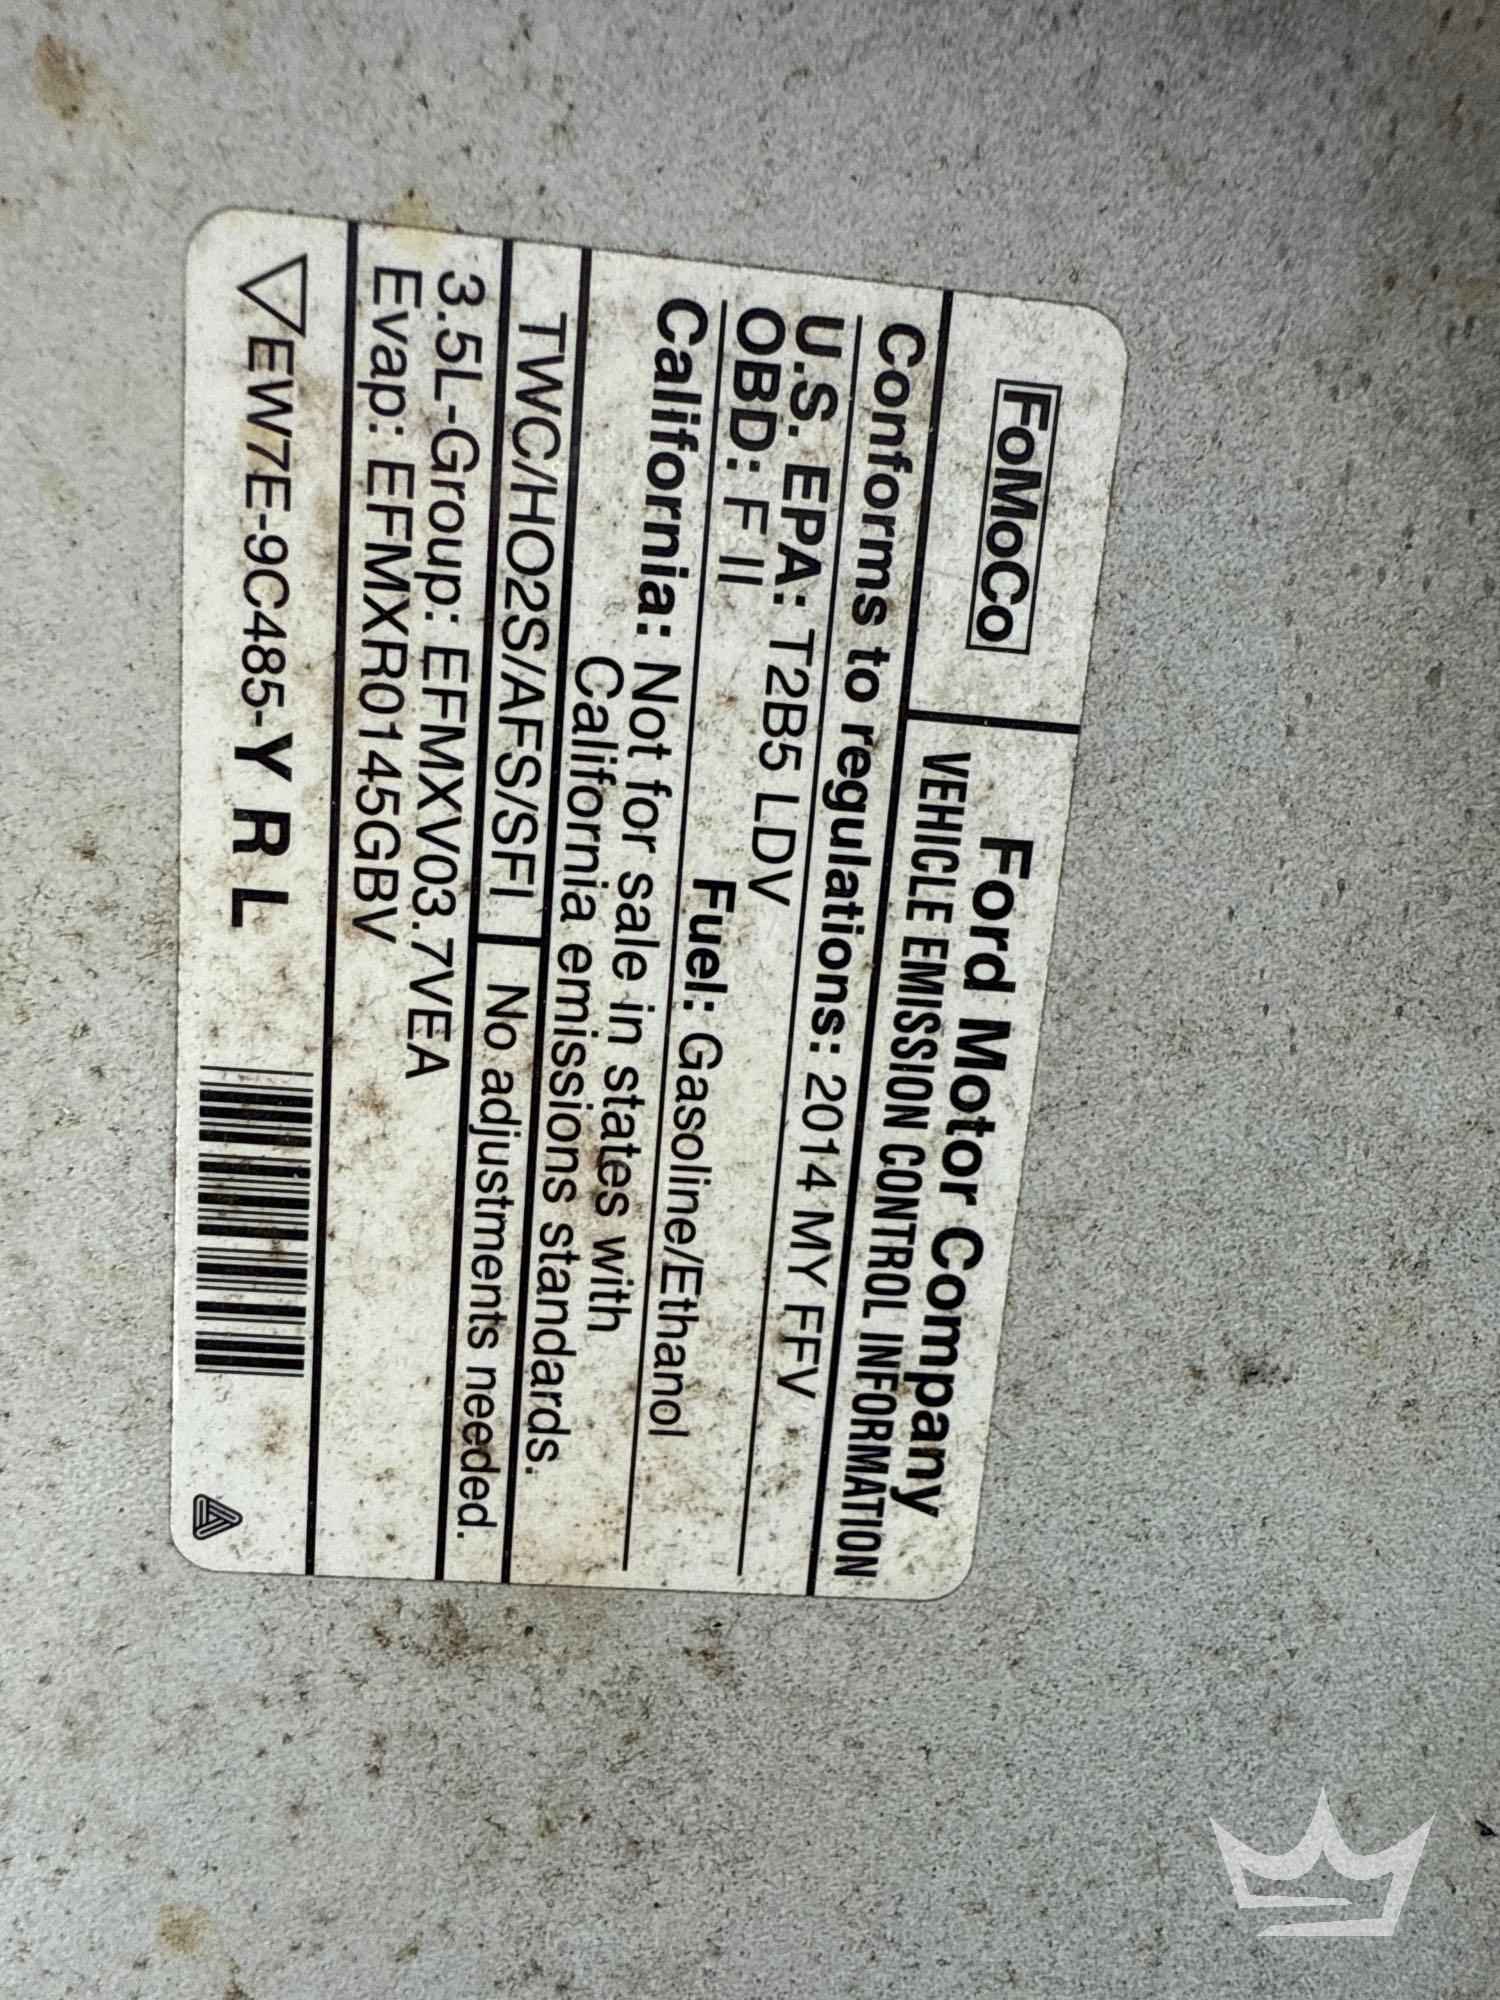 FoMoCo
Ford Motor Company
VEHICLE EMISSION CONTROL INFORMATION
Conforms to regulations: 2014 MY FFV
U.S. EPA: T2B5 LDV
OBD: F II Fuel: Gasoline/Ethanol
California: Not for sale in states with
California emissions standards.
TWC/HO2S/AFS/SFI No adjustments needed.
3.5L-Group: EFMXV03.7VEA
Evap: EFMXR0145GBV
EW7E-9C485-Y R L